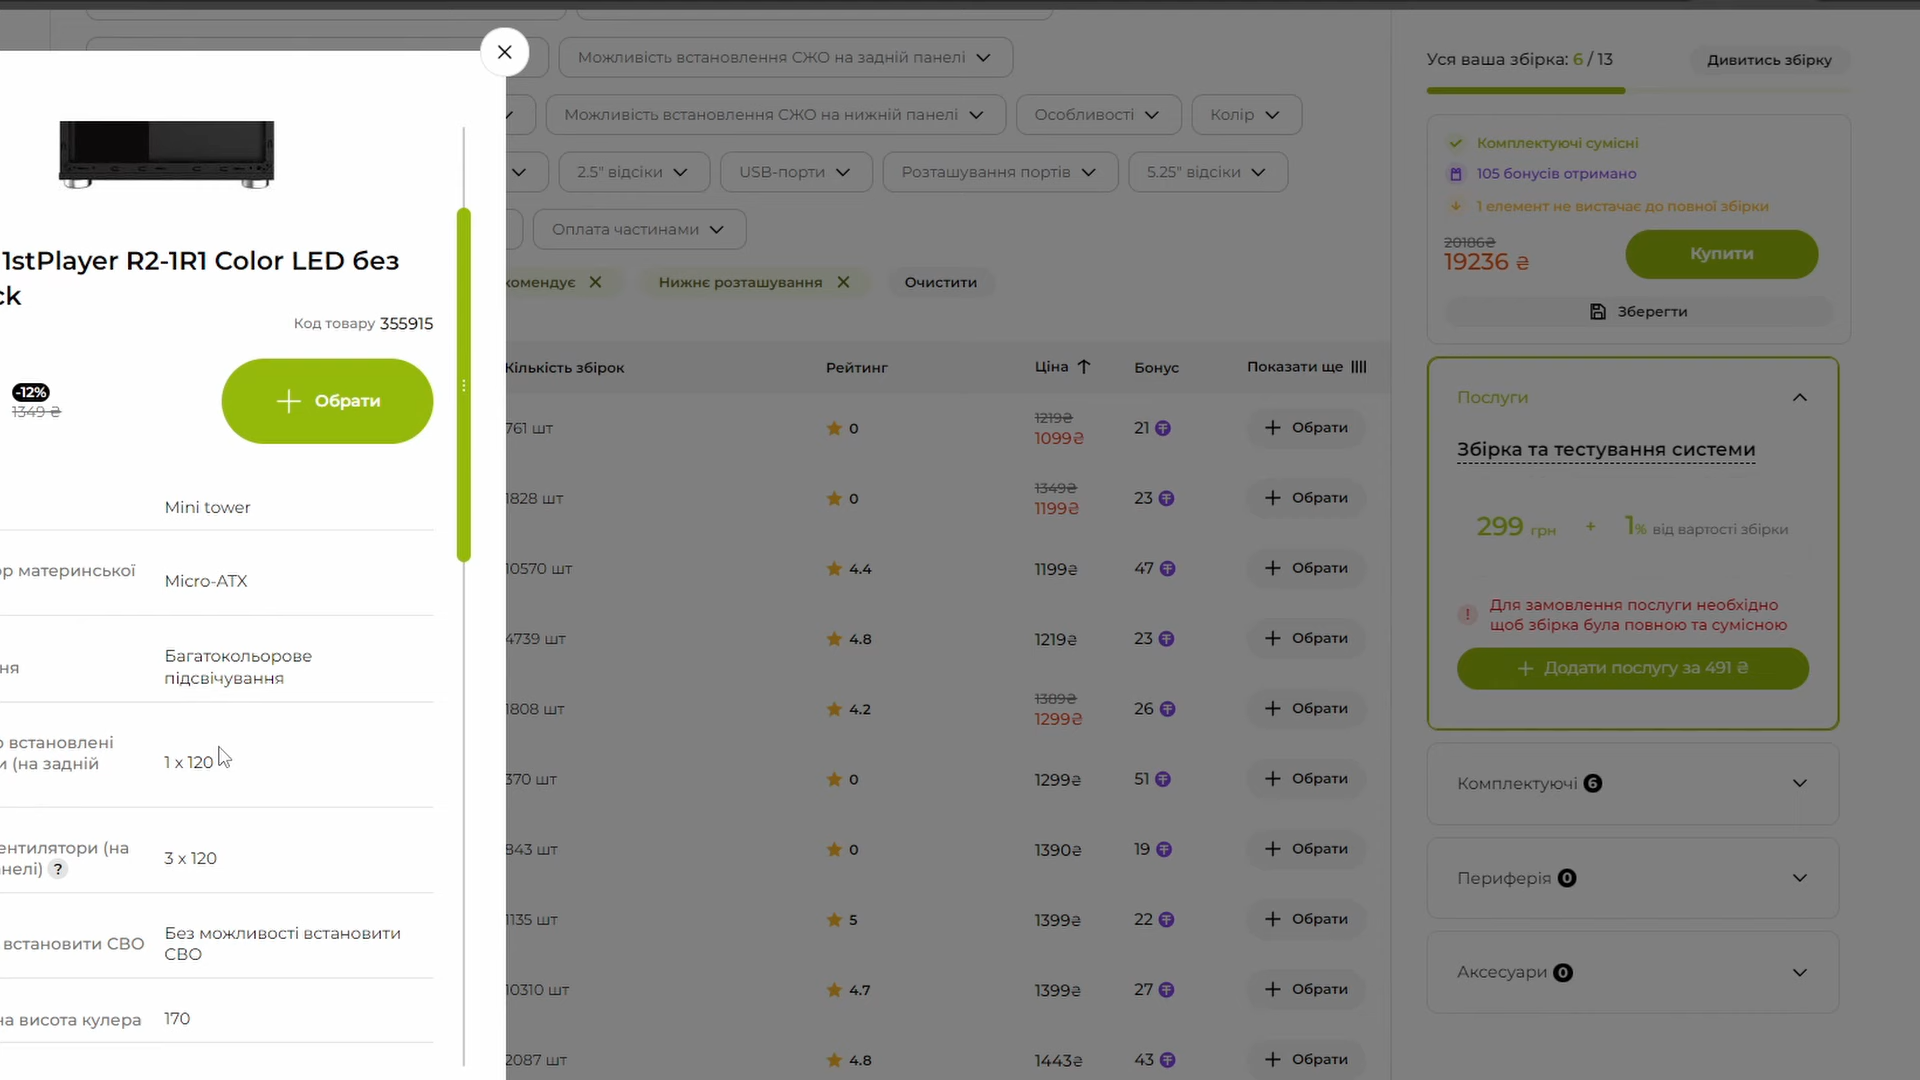 Можливість встановлення СЖО на задній панелі
Можливість встановлення СЖО на нижній панелі
Особливості
Колір
2.5" відсіки
USB-порти
Розташування портів
5.25" відсіки
Оплата частинами
комендує
Нижнє розташування
Очистити
1stPlayer R2-1R1 Color LED без
ck
Код товару 355915
-12%
1349 ₴
Обрати
Mini tower
ор материнської
Micro-ATX
ня
Багатокольорове
підсвічування
о встановлені
и (на задній
1 x 120
ентилятори (на
нелі) ?
3 x 120
встановити СВО
Без можливості встановити
СВО
на висота кулера
170
Кількість збірок
Рейтинг
Ціна
Бонус
Показати ще
761 шт
0
1219₴
1099₴
21
Обрати
1828 шт
0
1349₴
1199₴
23
Обрати
10570 шт
4.4
1199₴
47
Обрати
4739 шт
4.8
1219₴
23
Обрати
1808 шт
4.2
1389₴
1299₴
26
Обрати
370 шт
0
1299₴
51
Обрати
843 шт
0
1390₴
19
Обрати
1135 шт
5
1399₴
22
Обрати
10310 шт
4.7
1399₴
27
Обрати
2087 шт
4.8
1443₴
43
Обрати
Уся ваша збірка: 6 / 13
Дивитись збірку
Комплектуючі сумісні
105 бонусів отримано
1 елемент не вистачає до повної збірки
20186₴
19236 ₴
Купити
Зберегти
Послуги
Збірка та тестування системи
299 грн + 1% від вартості збірки
Для замовлення послуги необхідно
щоб збірка була повною та сумісною
Додати послугу за 491 ₴
Комплектуючі 6
Периферія 0
Аксесуари 0